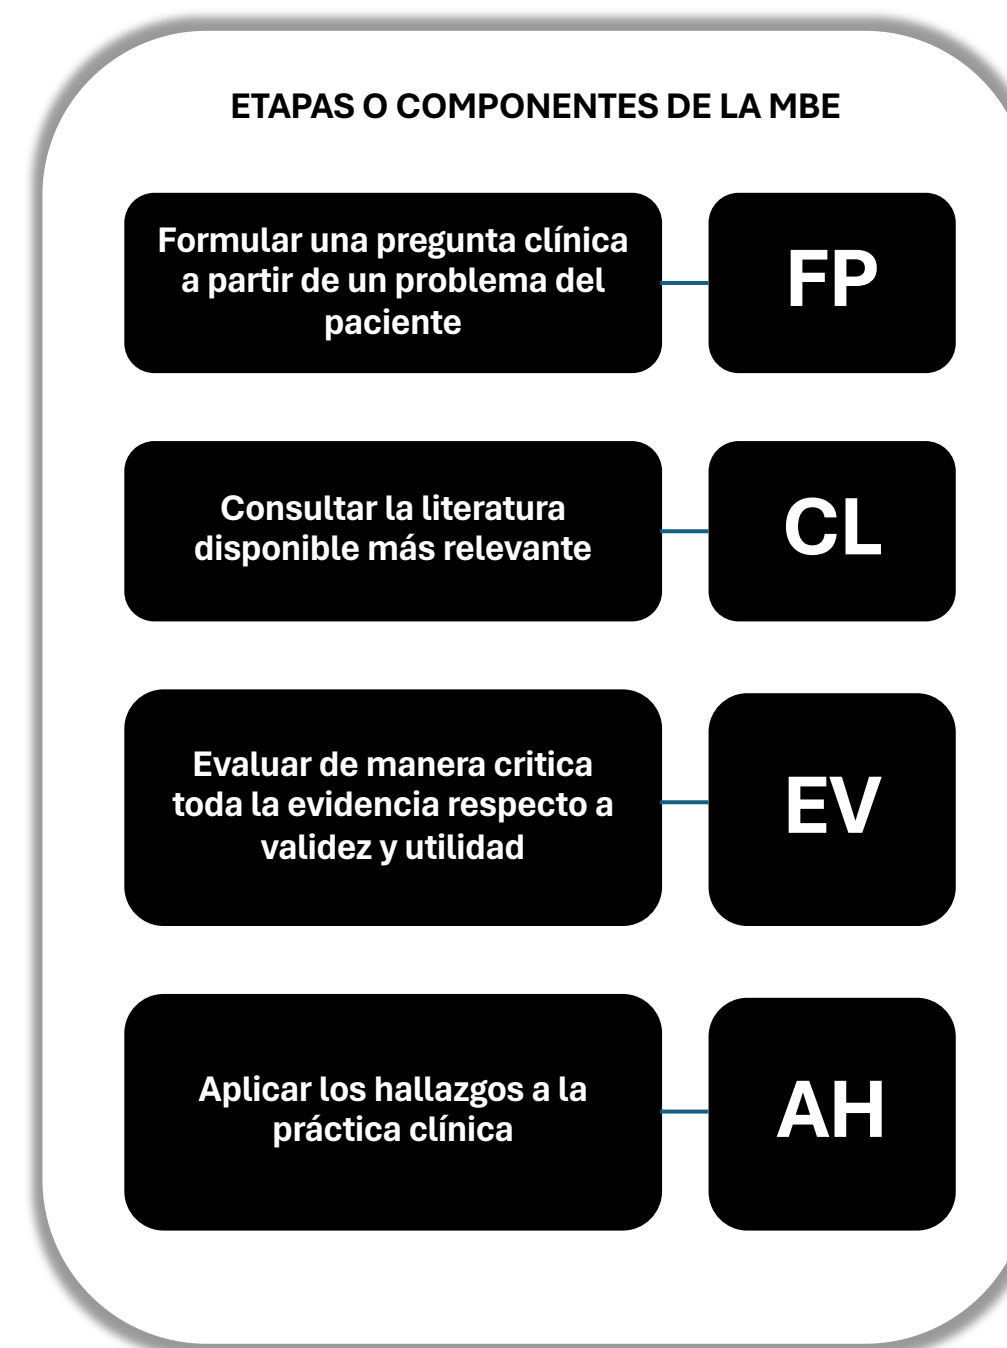 ETAPAS O COMPONENTES DE LA MBE
Formular una pregunta clínica
a partir de un problema del
paciente
FP
Consultar la literatura
disponible más relevante
CL
Evaluar de manera critica
toda la evidencia respecto a
validez y utilidad
EV
Aplicar los hallazgos a la
práctica clínica
AH